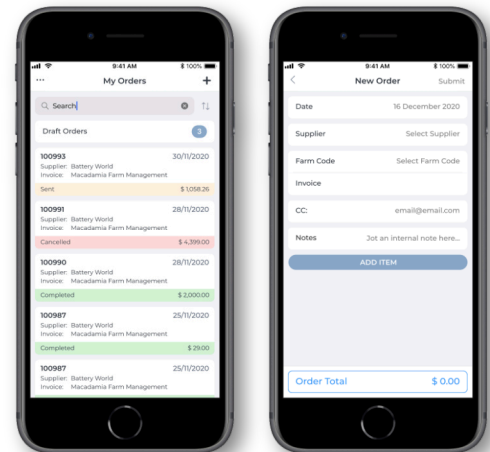 9:41 AM
100%
...
My Orders
+
Search
Draft Orders
3
100993 30/11/2020
Supplier: Battery World
Invoice: Macadamia Farm Management
Sent $ 1,058.26
100991 28/11/2020
Supplier: Battery World
Invoice: Macadamia Farm Management
Cancelled $ 4,399.00
100990 28/11/2020
Supplier: Battery World
Invoice: Macadamia Farm Management
Completed $ 2,000.00
100987 25/11/2020
Supplier: Battery World
Invoice: Macadamia Farm Management
Completed $ 29.00
100987 25/11/2020
Supplier: Battery World
Invoice: Macadamia Farm Management
9:41 AM
100%
New Order
Submit
Date 16 December 2020
Supplier Select Supplier
Farm Code Select Farm Code
Invoice
CC: email@email.com
Notes Jot an internal note here...
ADD ITEM
Order Total $ 0.00